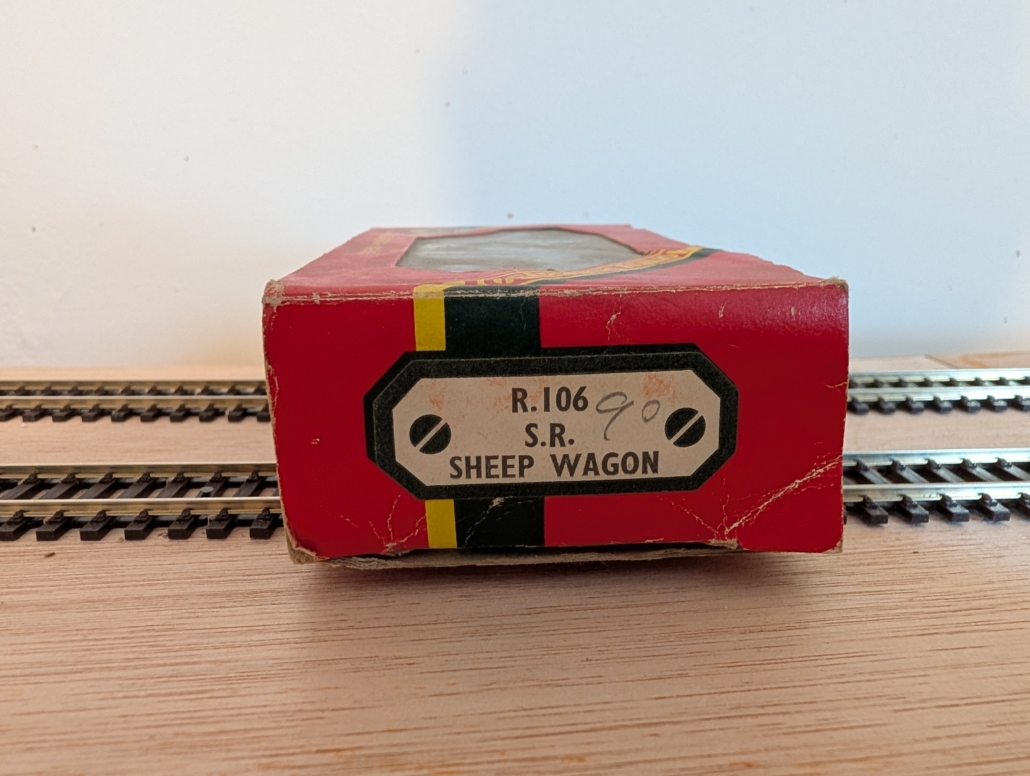 R.106 90
S.R.
SHEEP WAGON